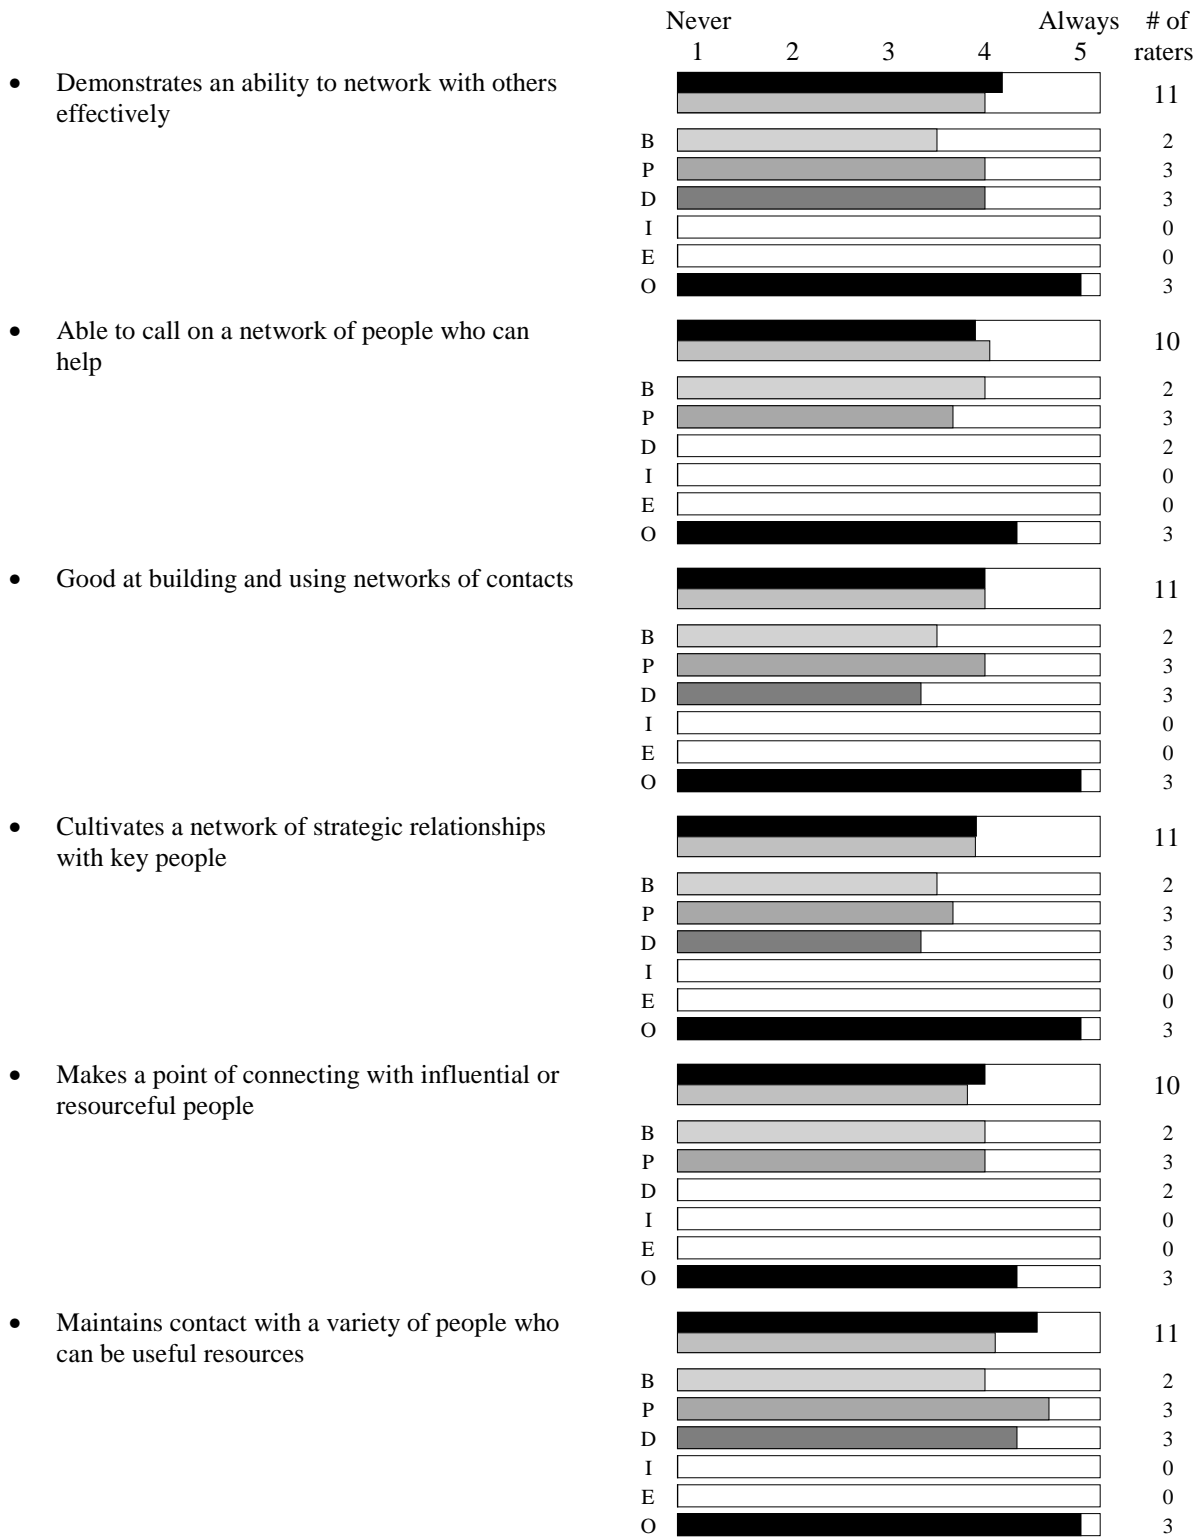 Never Always # of
1 2 3 4 5 raters
• Demonstrates an ability to network with others 11
effectively
B 2
P 3
D 3
I 0
E 0
O 3
• Able to call on a network of people who can 10
help
B 2
P 3
D 2
I 0
E 0
O 3
• Good at building and using networks of contacts 11
B 2
P 3
D 3
I 0
E 0
O 3
• Cultivates a network of strategic relationships 11
with key people
B 2
P 3
D 3
I 0
E 0
O 3
• Makes a point of connecting with influential or 10
resourceful people
B 2
P 3
D 2
I 0
E 0
O 3
• Maintains contact with a variety of people who 11
can be useful resources
B 2
P 3
D 3
I 0
E 0
O 3